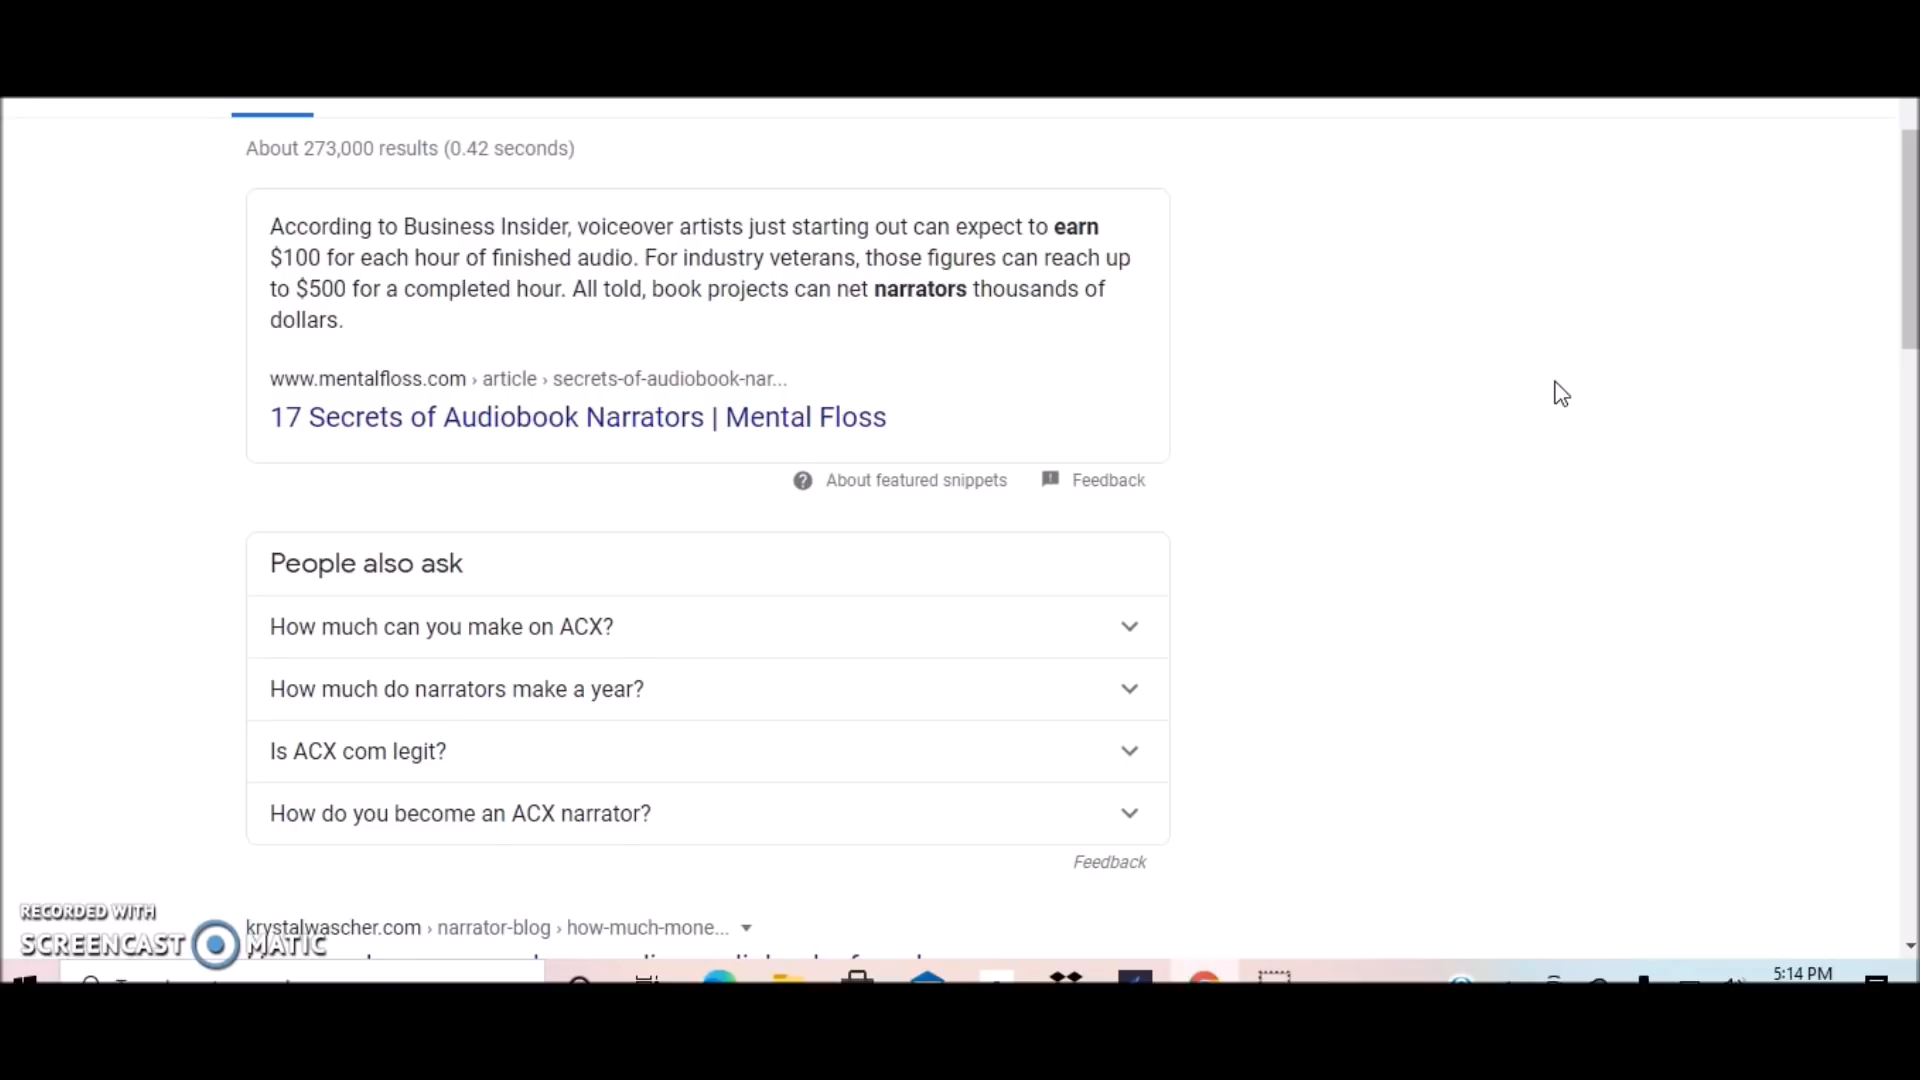 About 273,000 results (0.42 seconds)
According to Business Insider, voiceover artists just starting out can expect to earn
$100 for each hour of finished audio. For industry veterans, those figures can reach up
to $500 for a completed hour. All told, book projects can net narrators thousands of
dollars.
www.mentalfloss.com › article › secrets-of-audiobook-nar...
17 Secrets of Audiobook Narrators | Mental Floss
About featured snippets Feedback
People also ask
How much can you make on ACX?
How much do narrators make a year?
Is ACX com legit?
How do you become an ACX narrator?
Feedback
RECORDED WITH
krystalwascher.com › narrator-blog › how-much-mone...
SCREENCAST MATIC
5:14 PM